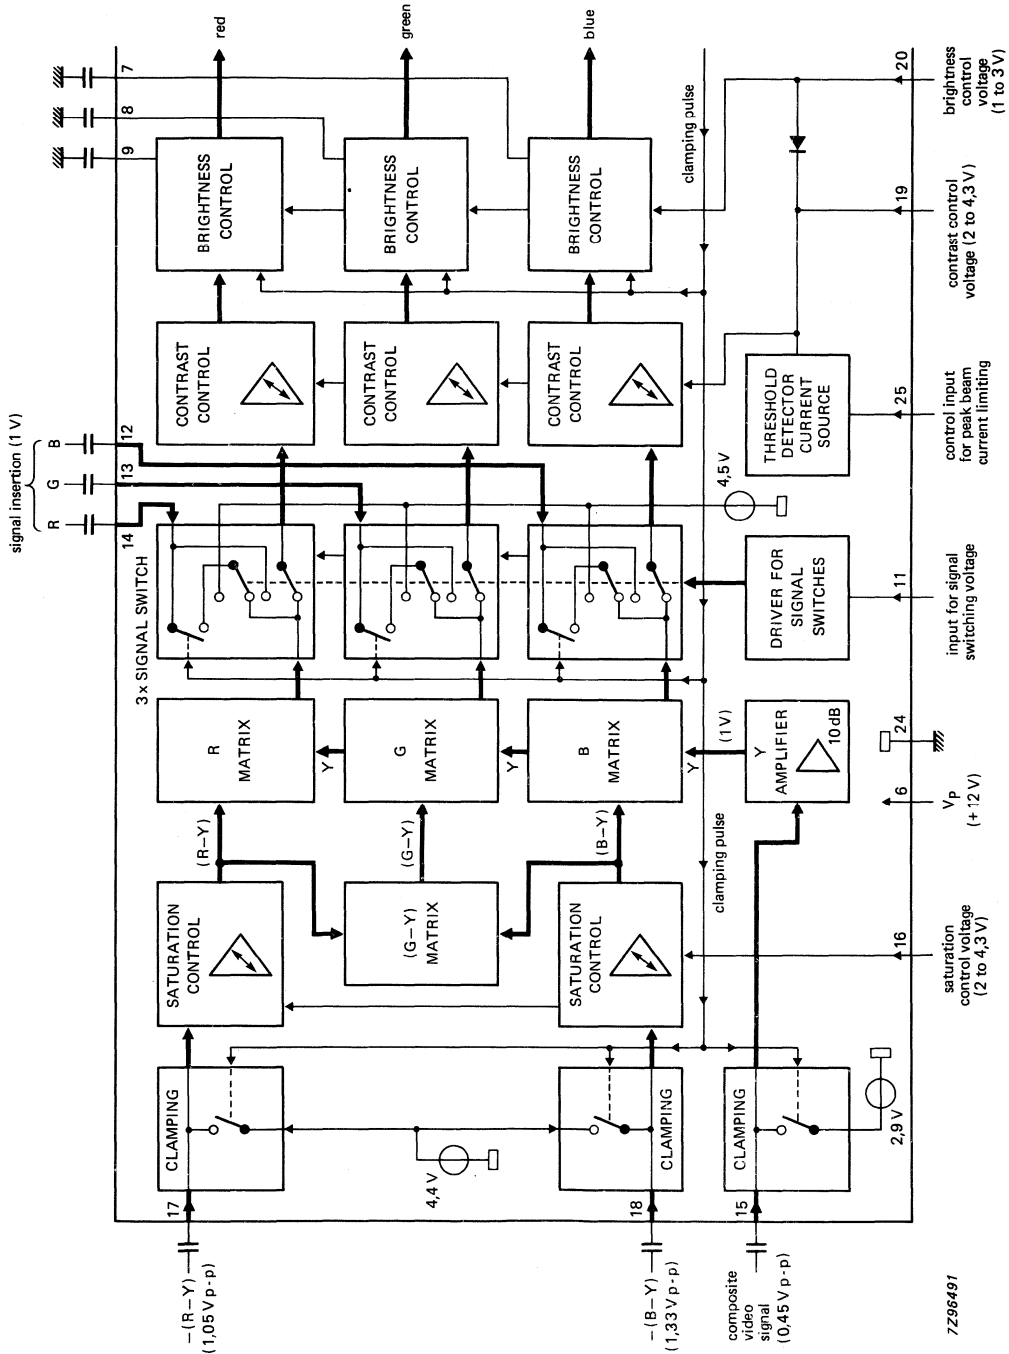 red
green
blue
7
8
9
20
brightness
control
voltage
(1 to 3 V)
clamping pulse
BRIGHTNESS
CONTROL
BRIGHTNESS
CONTROL
BRIGHTNESS
CONTROL
19
contrast control
voltage (2 to 4,3 V)
CONTRAST
CONTROL
CONTRAST
CONTROL
CONTRAST
CONTROL
THRESHOLD
DETECTOR
CURRENT
SOURCE
25
control input
for peak beam
current limiting
signal insertion (1 V)
B
G
R
12
13
14
4,5 V
3 x SIGNAL SWITCH
DRIVER FOR
SIGNAL
SWITCHES
11
input for signal
switching voltage
R
MATRIX
Y
G
MATRIX
Y
B
MATRIX
Y
(1 V)
Y
AMPLIFIER
10 dB
24
6
VP
(+ 12 V)
(R–Y)
(G–Y)
(B–Y)
clamping pulse
SATURATION
CONTROL
(G–Y)
MATRIX
SATURATION
CONTROL
16
saturation
control voltage
(2 to 4,3 V)
CLAMPING
CLAMPING
CLAMPING
4,4 V
2,9 V
17
18
15
–(R–Y)
(1,05 V p-p)
–(B–Y)
(1,33 V p-p)
composite
video
signal
(0,45 V p-p)
7Z96491